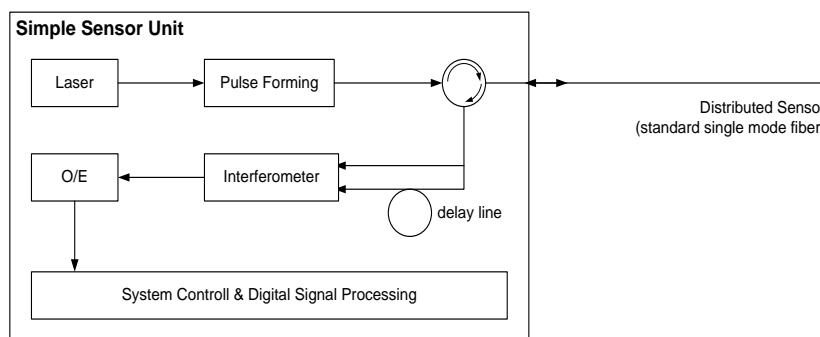 Simple Sensor Unit
Laser
Pulse Forming
Distributed Senso
(standard single mode fiber
O/E
Interferometer
delay line
System Controll & Digital Signal Processing